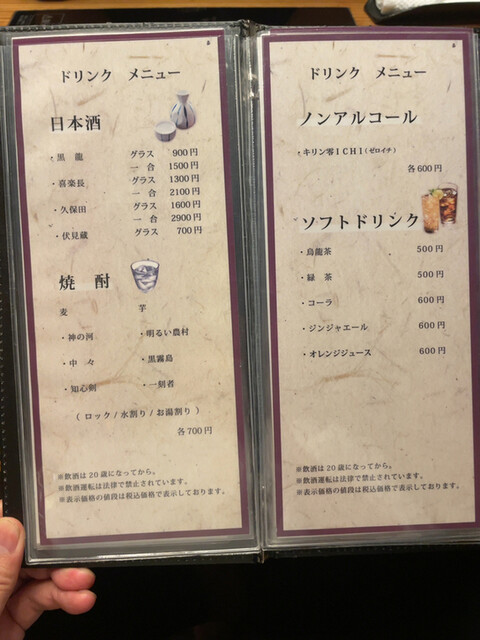 ドリンク メニュー
日本酒
・黒 龍 グラス 900円
一合 1500円
・喜楽長 グラス 1300円
一合 2100円
・久保田 グラス 1600円
一合 2900円
・伏見蔵 グラス 700円
焼 酎
麦 芋
・神の河 ・明るい農村
・中々 ・黒霧島
・知心剣 ・一刻者
（ロック/水割り/お湯割り）
各700円
※飲酒は20歳になってから。
※飲酒運転は法律で禁止されています。
※表示価格の値段は税込価格で表示しております。
ドリンク メニュー
ノンアルコール
・キリン零ICHI（ゼロイチ）
各600円
ソフトドリンク
・烏龍茶 500円
・緑 茶 500円
・コーラ 600円
・ジンジャエール 600円
・オレンジジュース 600円
※飲酒は20歳になってから。
※飲酒運転は法律で禁止されています。
※表示価格の値段は税込価格で表示しております。